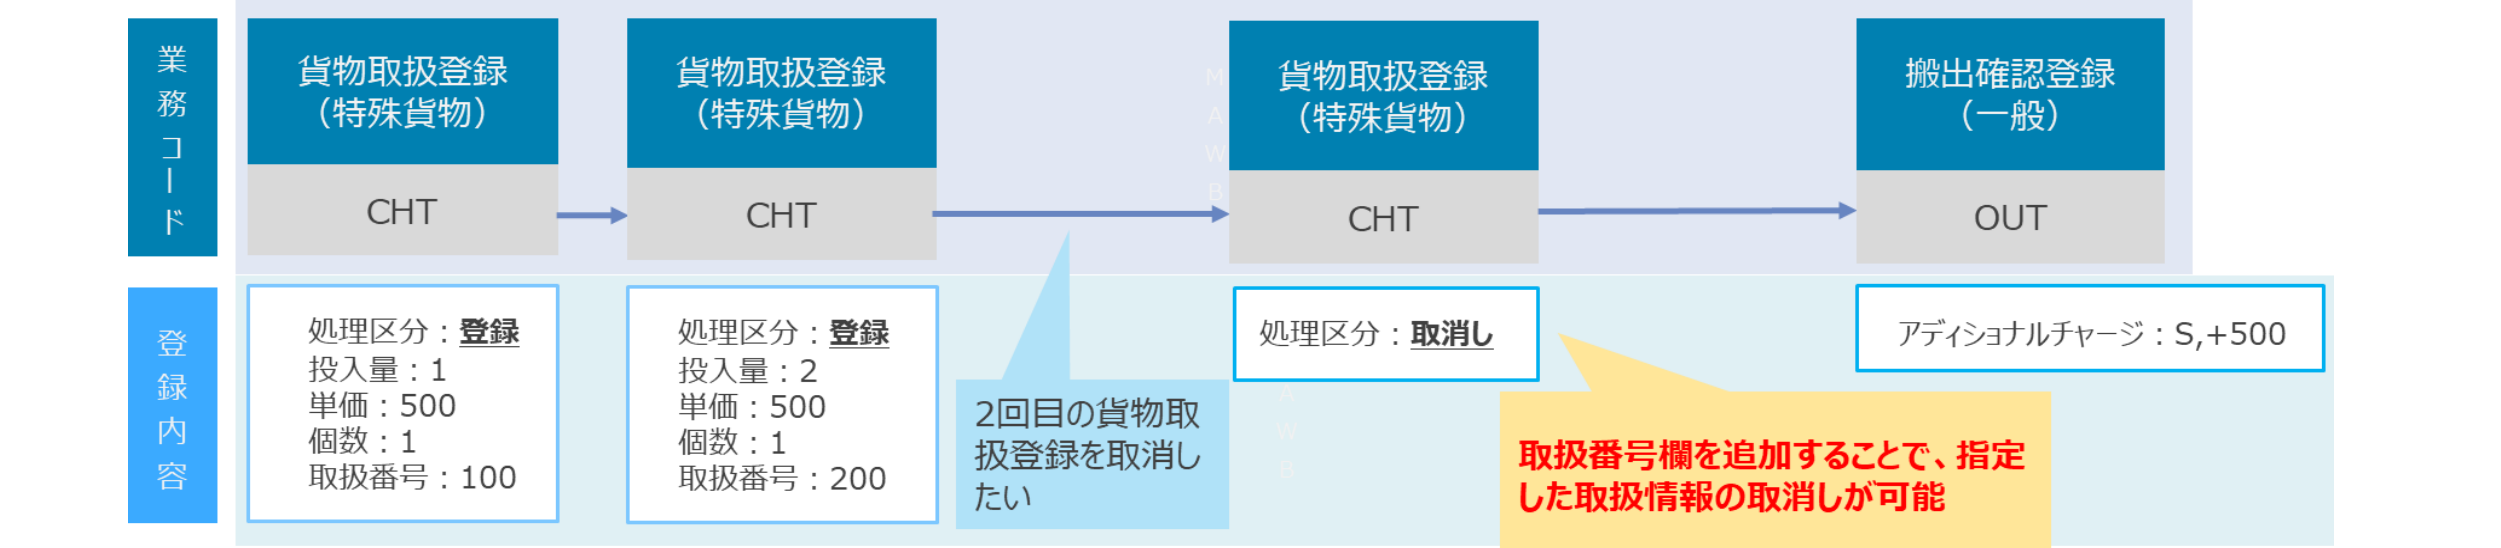 業務コード
貨物取扱登録
（特殊貨物）
CHT
貨物取扱登録
（特殊貨物）
CHT
MAWB
貨物取扱登録
（特殊貨物）
CHT
搬出確認登録
（一般）
OUT
登録内容
処理区分：登録
投入量：1
単価：500
個数：1
取扱番号：100
処理区分：登録
投入量：2
単価：500
個数：1
取扱番号：200
2回目の貨物取
扱登録を取消し
たい
処理区分：取消し
取扱番号欄を追加することで、指定
した取扱情報の取消しが可能
アディショナルチャージ：S,+500